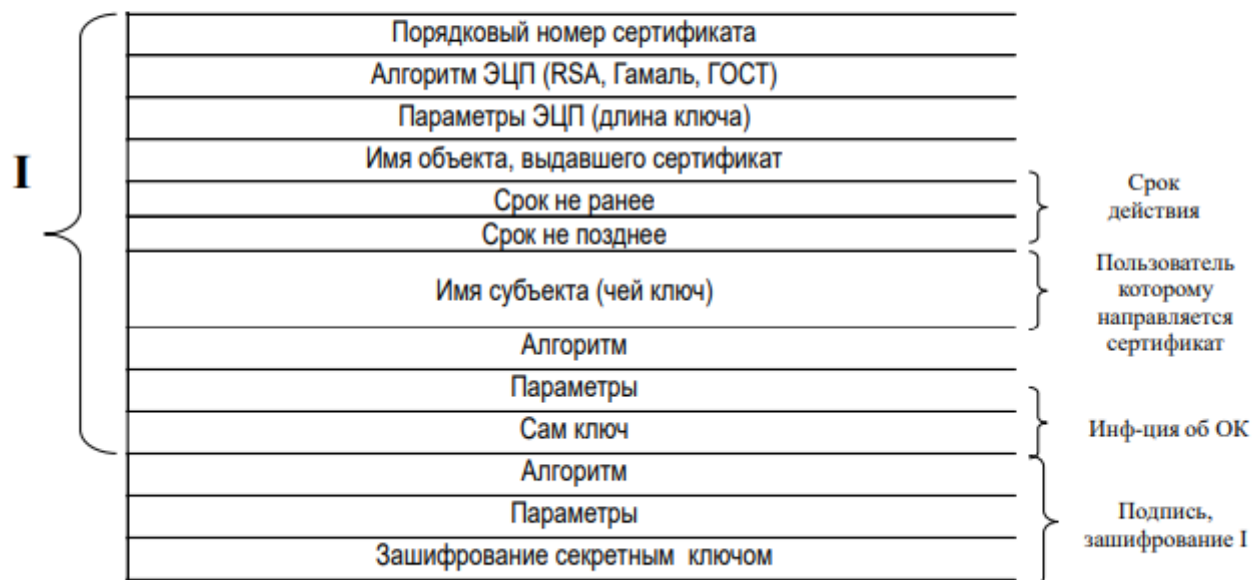 Порядковый номер сертификата
Алгоритм ЭЦП (RSA, Гамаль, ГОСТ)
Параметры ЭЦП (длина ключа)
Имя объекта, выдавшего сертификат
I
Срок не ранее
Срок не позднее
Срок
действия
Имя субъекта (чей ключ)
Пользователь
которому
направляется
сертификат
Алгоритм
Параметры
Сам ключ
Инф-ция об ОК
Алгоритм
Параметры
Зашифрование секретным ключом
Подпись,
зашифрование I